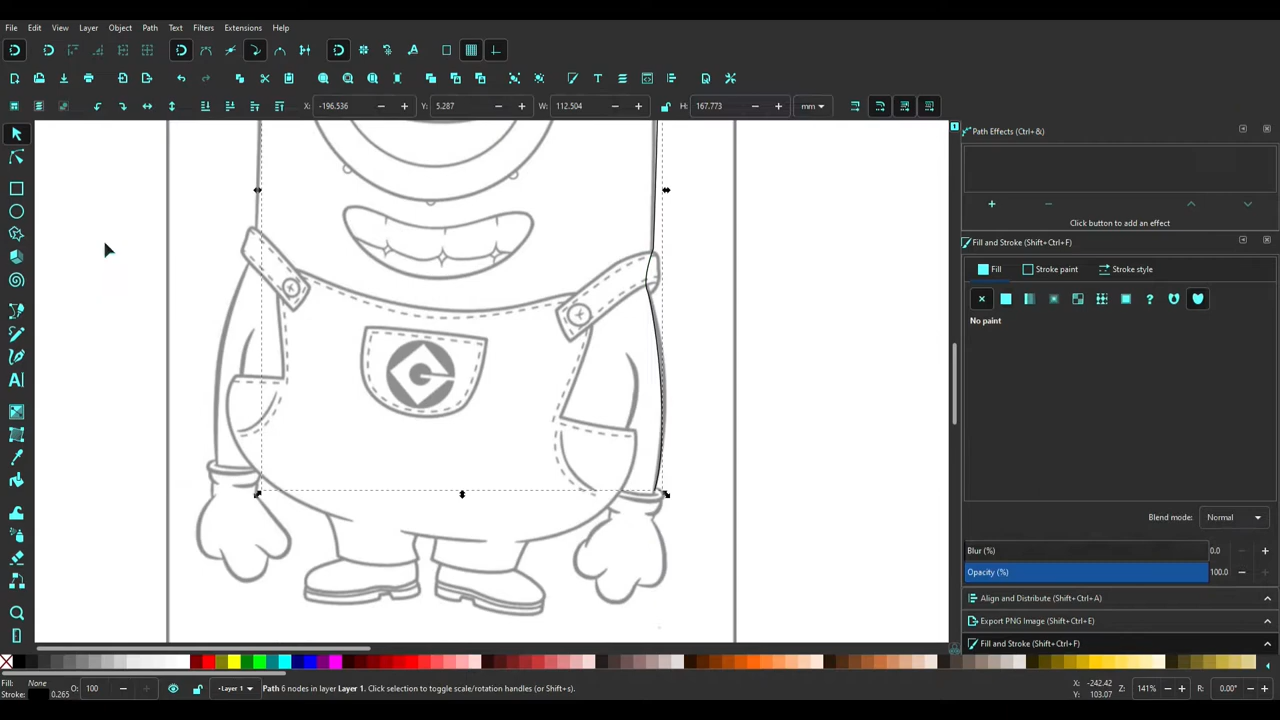 File Edit View Layer Object Path Text Filters Extensions Help
X: -196.536 Y: 5.287 W: 112.504 H: 167.773 mm
Path Effects (Ctrl+&)
Click button to add an effect
Fill and Stroke (Shift+Ctrl+F)
Fill Stroke paint Stroke style
No paint
Blend mode: Normal
Blur (%) 0.0
Opacity (%) 100.0
Align and Distribute (Shift+Ctrl+A)
Export PNG Image (Shift+Ctrl+E)
Fill and Stroke (Shift+Ctrl+F)
Fill: None
Stroke: 0.265
O: 100
Layer 1
Path 6 nodes in layer Layer 1. Click selection to toggle scale/rotation handles (or Shift+s).
X: -242.42
Y: 103.07
Z: 141%
R: 0.00°